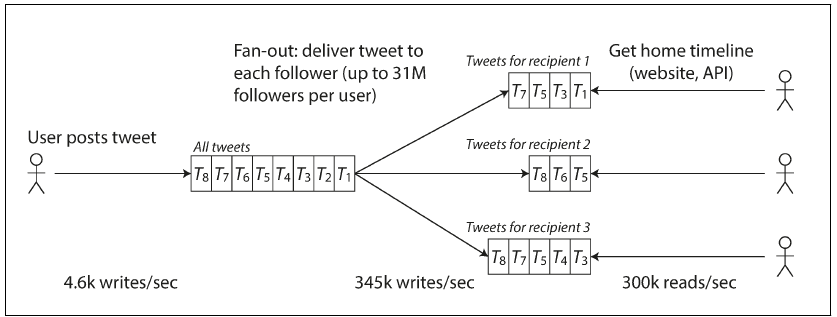 Fan-out: deliver tweet to
each follower (up to 31M
followers per user)
Tweets for recipient 1
T₇ T₅ T₃ T₁
Get home timeline
(website, API)
User posts tweet
All tweets
T₈ T₇ T₆ T₅ T₄ T₃ T₂ T₁
Tweets for recipient 2
T₈ T₆ T₅
Tweets for recipient 3
T₈ T₇ T₅ T₄ T₃
4.6k writes/sec
345k writes/sec
300k reads/sec